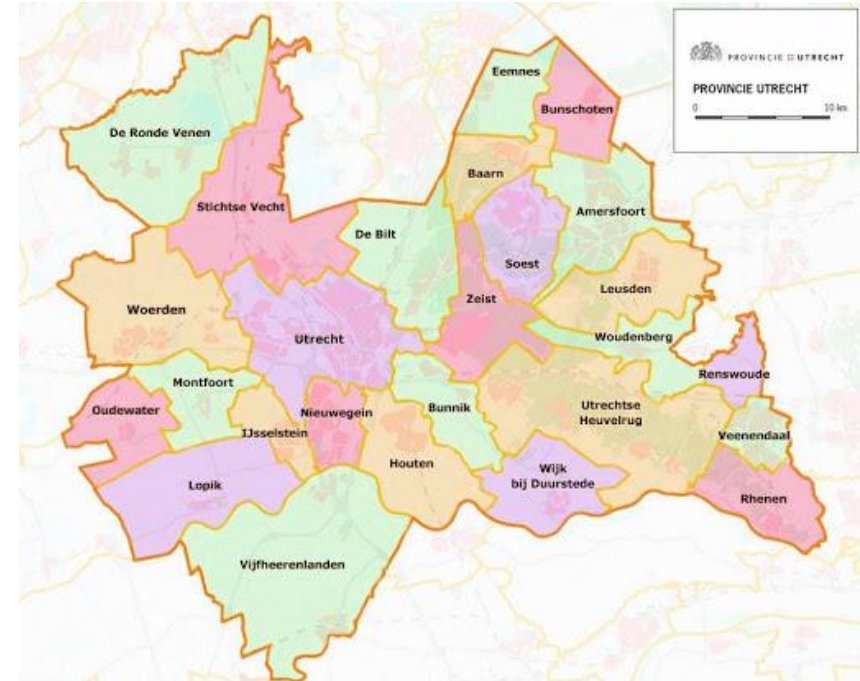 PROVINCIE UTRECHT
PROVINCIE UTRECHT
0 10 km
Eemnes
Bunschoten
De Ronde Venen
Baarn
Stichtse Vecht
Amersfoort
De Bilt
Soest
Leusden
Zeist
Woerden
Utrecht
Woudenberg
Renswoude
Montfoort
Oudewater
Nieuwegein
Bunnik
Utrechtse
Heuvelrug
IJsselstein
Veenendaal
Houten
Wijk
bij Duurstede
Lopik
Rhenen
Vijfheerenlanden